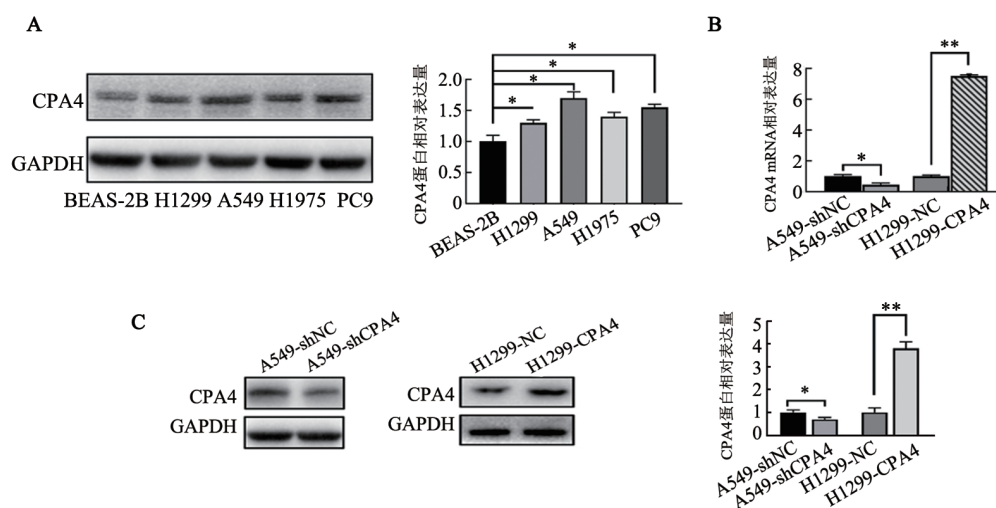 A
CPA4
GAPDH
BEAS-2B H1299 A549 H1975 PC9
CPA4蛋白相对表达量
2.0
1.5
1.0
0.5
0
*
*
*
*
BEAS-2B
H1299
A549
H1975
PC9
B
CPA4 mRNA相对表达量
8
6
4
2
0
*
**
A549-shNC
A549-shCPA4
H1299-NC
H1299-CPA4
C
A549-shNC
A549-shCPA4
CPA4
GAPDH
H1299-NC
H1299-CPA4
CPA4
GAPDH
CPA4蛋白相对表达量
5
4
2
1
0
*
**
A549-shNC
A549-shCPA4
H1299-NC
H1299-CPA4